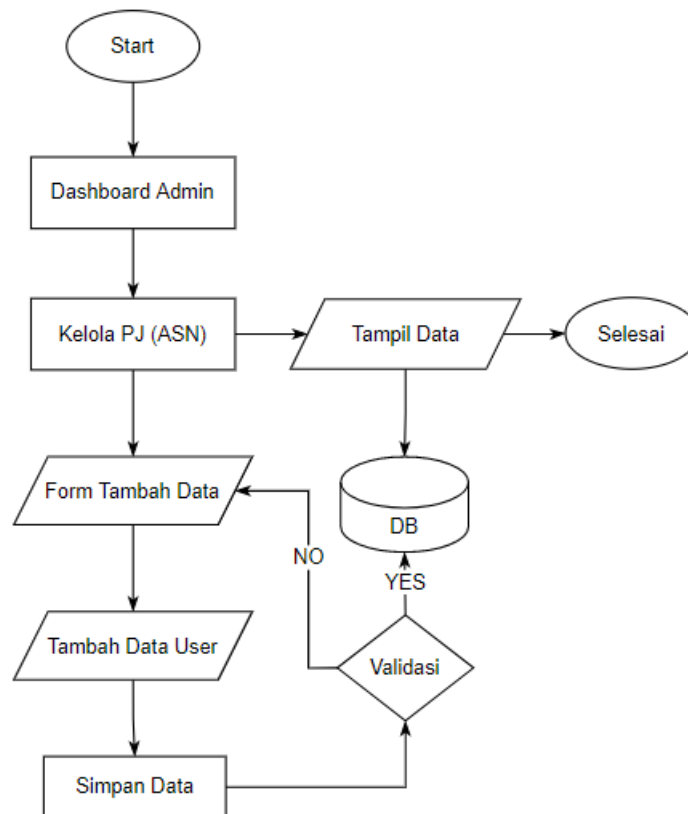 Start
Dashboard Admin
Kelola PJ (ASN)
Tampil Data
Selesai
Form Tambah Data
DB
NO
YES
Tambah Data User
Validasi
Simpan Data